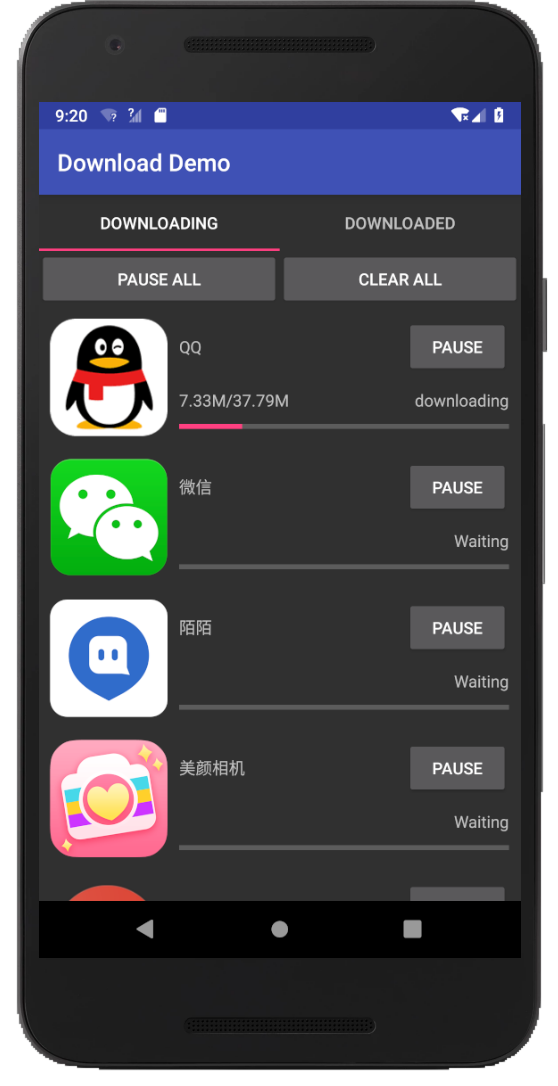 9:20
Download Demo
DOWNLOADING DOWNLOADED
PAUSE ALL CLEAR ALL
QQ PAUSE
7.33M/37.79M downloading
微信 PAUSE
Waiting
陌陌 PAUSE
Waiting
美颜相机 PAUSE
Waiting